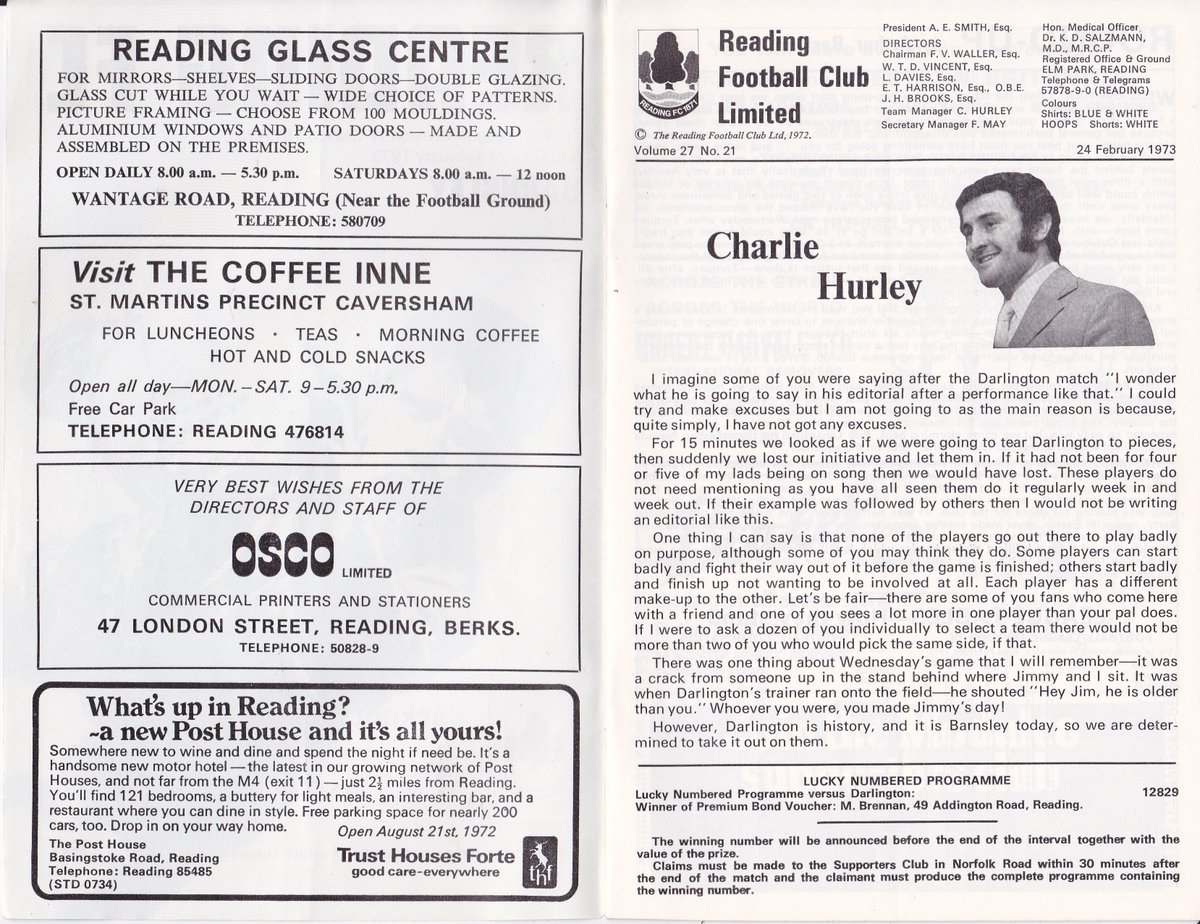 READING GLASS CENTRE
FOR MIRRORS—SHELVES—SLIDING DOORS—DOUBLE GLAZING.
GLASS CUT WHILE YOU WAIT — WIDE CHOICE OF PATTERNS.
PICTURE FRAMING — CHOOSE FROM 100 MOULDINGS.
ALUMINIUM WINDOWS AND PATIO DOORS — MADE AND
ASSEMBLED ON THE PREMISES.
OPEN DAILY 8.00 a.m. — 5.30 p.m. SATURDAYS 8.00 a.m. — 12 noon
WANTAGE ROAD, READING (Near the Football Ground)
TELEPHONE: 580709
Visit THE COFFEE INNE
ST. MARTINS PRECINCT CAVERSHAM
FOR LUNCHEONS · TEAS · MORNING COFFEE
HOT AND COLD SNACKS
Open all day—MON. – SAT. 9 – 5.30 p.m.
Free Car Park
TELEPHONE: READING 476814
VERY BEST WISHES FROM THE
DIRECTORS AND STAFF OF
OSCO LIMITED
COMMERCIAL PRINTERS AND STATIONERS
47 LONDON STREET, READING, BERKS.
TELEPHONE: 50828-9
What's up in Reading?
~a new Post House and it's all yours!
Somewhere new to wine and dine and spend the night if need be. It's a
handsome new motor hotel — the latest in our growing network of Post
Houses, and not far from the M4 (exit 11) — just 2½ miles from Reading.
You'll find 121 bedrooms, a buttery for light meals, an interesting bar, and a
restaurant where you can dine in style. Free parking space for nearly 200
cars, too. Drop in on your way home.
Open August 21st, 1972
The Post House
Basingstoke Road, Reading
Telephone: Reading 85485
(STD 0734)
Trust Houses Forte
good care-everywhere
thf
READING FC 1871
Reading
Football Club
Limited
© The Reading Football Club Ltd, 1972.
President A. E. SMITH, Esq.
DIRECTORS
Chairman F. V. WALLER, Esq.
W. T. D. VINCENT, Esq.
L. DAVIES, Esq.
E. T. HARRISON, Esq., O.B.E.
J. H. BROOKS, Esq.
Team Manager C. HURLEY
Secretary Manager F. MAY
Hon. Medical Officer
Dr. K. D. SALZMANN,
M.D., M.R.C.P.
Registered Office & Ground
ELM PARK, READING
Telephone & Telegrams
57878-9-0 (READING)
Colours
Shirts: BLUE & WHITE
HOOPS Shorts: WHITE
Volume 27 No. 21 24 February 1973
Charlie
Hurley
I imagine some of you were saying after the Darlington match "I wonder
what he is going to say in his editorial after a performance like that." I could
try and make excuses but I am not going to as the main reason is because,
quite simply, I have not got any excuses.
For 15 minutes we looked as if we were going to tear Darlington to pieces,
then suddenly we lost our initiative and let them in. If it had not been for four
or five of my lads being on song then we would have lost. These players do
not need mentioning as you have all seen them do it regularly week in and
week out. If their example was followed by others then I would not be writing
an editorial like this.
One thing I can say is that none of the players go out there to play badly
on purpose, although some of you may think they do. Some players can start
badly and fight their way out of it before the game is finished; others start badly
and finish up not wanting to be involved at all. Each player has a different
make-up to the other. Let's be fair—there are some of you fans who come here
with a friend and one of you sees a lot more in one player than your pal does.
If I were to ask a dozen of you individually to select a team there would not be
more than two of you who would pick the same side, if that.
There was one thing about Wednesday's game that I will remember—it was
a crack from someone up in the stand behind where Jimmy and I sit. It was
when Darlington's trainer ran onto the field—he shouted "Hey Jim, he is older
than you." Whoever you were, you made Jimmy's day!
However, Darlington is history, and it is Barnsley today, so we are deter-
mined to take it out on them.
LUCKY NUMBERED PROGRAMME
Lucky Numbered Programme versus Darlington: 12829
Winner of Premium Bond Voucher: M. Brennan, 49 Addington Road, Reading.
The winning number will be announced before the end of the interval together with the
value of the prize.
Claims must be made to the Supporters Club in Norfolk Road within 30 minutes after
the end of the match and the claimant must produce the complete programme containing
the winning number.